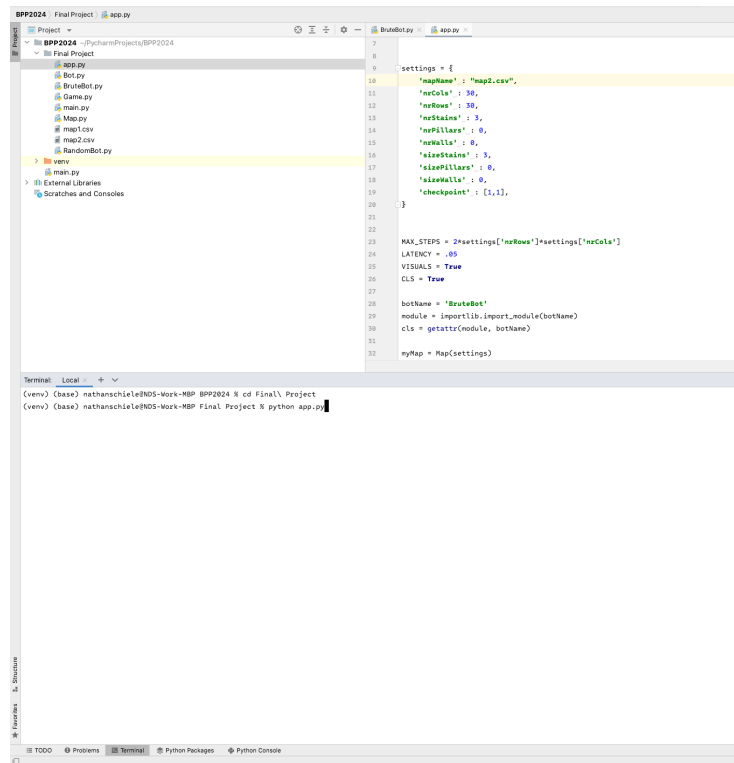 BPP2024 Final Project app.py
Project
BPP2024 ~/PycharmProjects/BPP2024
Final Project
app.py
Bot.py
BruteBot.py
Game.py
main.py
Map.py
map1.csv
map2.csv
RandomBot.py
venv
main.py
External Libraries
Scratches and Consoles
Project
BruteBot.py × app.py ×
7
8
9 settings = {
10 'mapName' : "map2.csv",
11 'nrCols' : 30,
12 'nrRows' : 30,
13 'nrStains' : 3,
14 'nrPillars' : 0,
15 'nrWalls' : 0,
16 'sizeStains' : 3,
17 'sizePillars' : 0,
18 'sizeWalls' : 0,
19 'checkpoint' : [1,1],
20 }
21
22
23 MAX_STEPS = 2*settings['nrRows']*settings['nrCols']
24 LATENCY = .05
25 VISUALS = True
26 CLS = True
27
28 botName = 'BruteBot'
29 module = importlib.import_module(botName)
30 cls = getattr(module, botName)
31
32 myMap = Map(settings)
Terminal: Local × +
(venv) (base) nathanschiele@NDS-Work-MBP BPP2024 % cd Final\ Project
(venv) (base) nathanschiele@NDS-Work-MBP Final Project % python app.py
Structure
Favorites
TODO Problems Terminal Python Packages Python Console